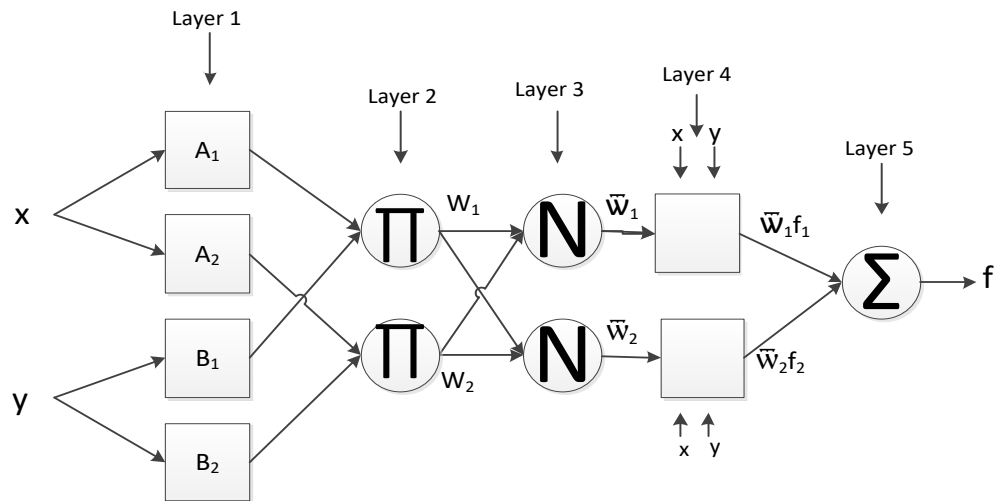 Layer 1
Layer 2
Layer 3
Layer 4
Layer 5
x y
A₁
A₂
B₁
B₂
x
y
∏
∏
W₁
W₂
N
N
w̅₁
w̅₂
w̅₁f₁
w̅₂f₂
Σ
f
x y